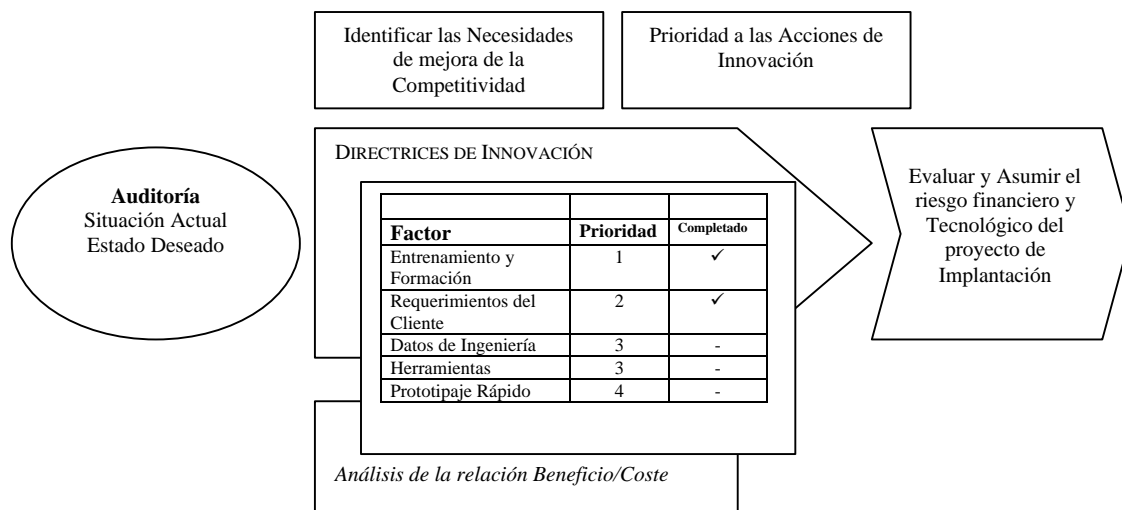 Identificar las Necesidades
de mejora de la
Competitividad
Prioridad a las Acciones de
Innovación
DIRECTRICES DE INNOVACIÓN
Auditoría
Situación Actual
Estado Deseado
Factor Prioridad Completado
Entrenamiento y
Formación 1 ✓
Requerimientos del
Cliente 2 ✓
Datos de Ingeniería 3 -
Herramientas 3 -
Prototipaje Rápido 4 -
Evaluar y Asumir el
riesgo financiero y
Tecnológico del
proyecto de
Implantación
Análisis de la relación Beneficio/Coste